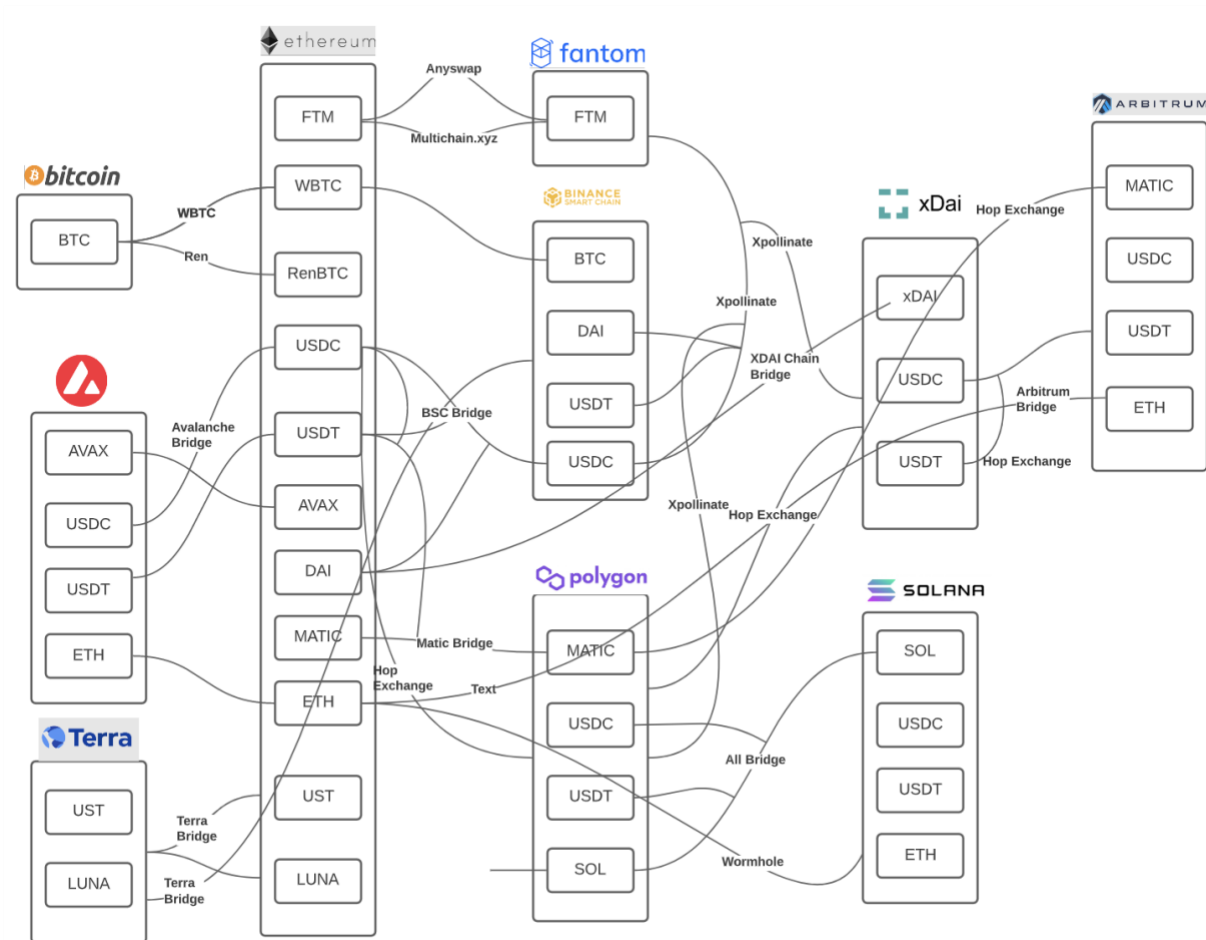 ethereum
FTM
WBTC
RenBTC
USDC
USDT
AVAX
DAI
MATIC
ETH
UST
LUNA
bitcoin
BTC
WBTC
Ren
AVAX
USDC
USDT
ETH
Avalanche
Bridge
Terra
UST
LUNA
Terra
Bridge
Terra
Bridge
Anyswap
Multichain.xyz
fantom
FTM
BINANCE
SMART CHAIN
BTC
DAI
USDT
USDC
BSC Bridge
Matic Bridge
Hop
Exchange
Text
polygon
MATIC
USDC
USDT
SOL
Xpollinate
Xpollinate
XDAI Chain
Bridge
Xpollinate
Hop Exchange
All Bridge
Wormhole
xDai
xDAI
USDC
USDT
Hop Exchange
Arbitrum
Bridge
Hop Exchange
SOLANA
SOL
USDC
USDT
ETH
ARBITRUM
MATIC
USDC
USDT
ETH